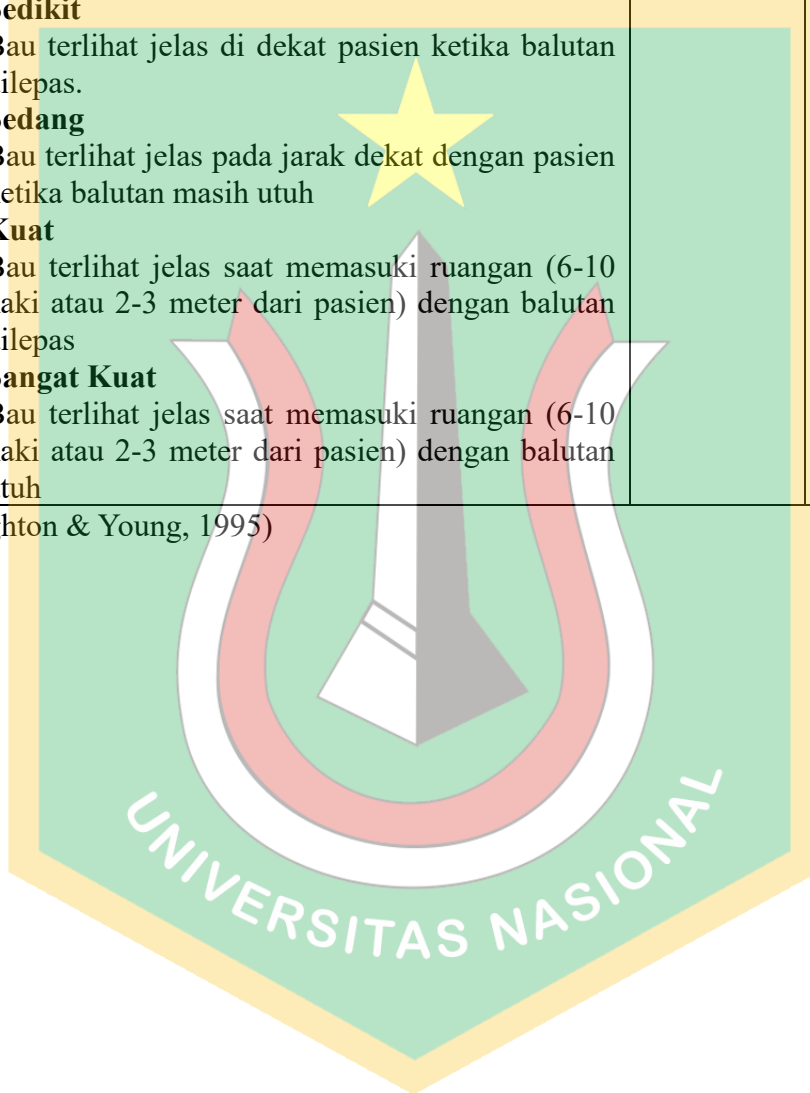 edikit
Bau terlihat jelas di dekat pasien ketika balutan
ilepas.
edang
Bau terlihat jelas pada jarak dekat dengan pasien
etika balutan masih utuh
Kuat
Bau terlihat jelas saat memasuki ruangan (6-10
aki atau 2-3 meter dari pasien) dengan balutan
ilepas
angat Kuat
Bau terlihat jelas saat memasuki ruangan (6-10
aki atau 2-3 meter dari pasien) dengan balutan
tuh
hton & Young, 1995)
UNIVERSITAS NASIONAL